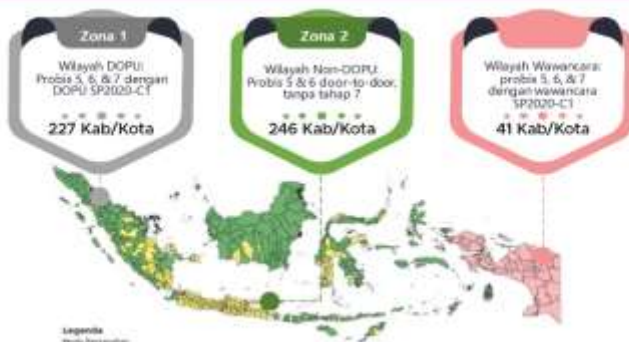 Zona 1
Wilayah DOPU:
Probis 5, 6, & 7 dengan
DOPU SP2020-C1
227 Kab/Kota
Zona 2
Wilayah Non-DOPU:
Probis 5 & 6 door-to-door,
tanpa tahap 7
246 Kab/Kota
Wilayah Wawancara:
probis 5, 6, & 7
dengan wawancara
SP2020-C1
41 Kab/Kota
Legenda